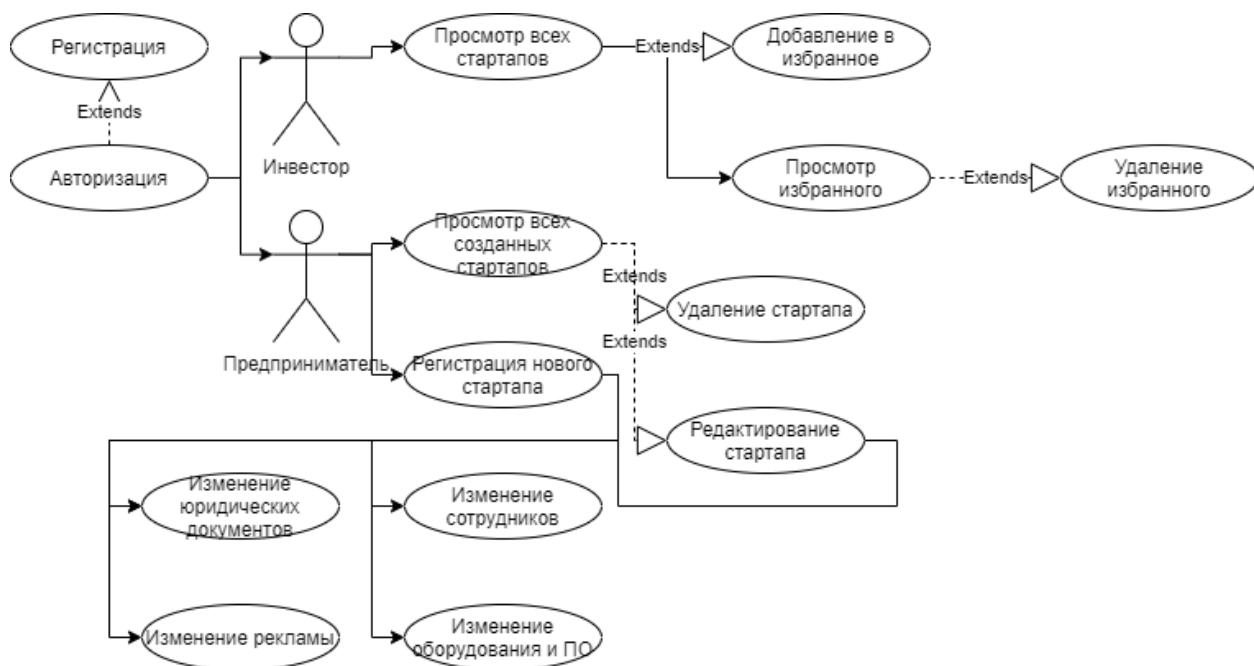 Регистрация
Extends
Авторизация
Инвестор
Просмотр всех
стартапов
Extends
Добавление в
избранное
Просмотр
избранного
Extends
Удаление
избранного
Предприниматель
Просмотр всех
созданных
стартапов
Extends
Удаление стартапа
Extends
Регистрация нового
стартапа
Редактирование
стартапа
Изменение
юридических
документов
Изменение
сотрудников
Изменение рекламы
Изменение
оборудования и ПО